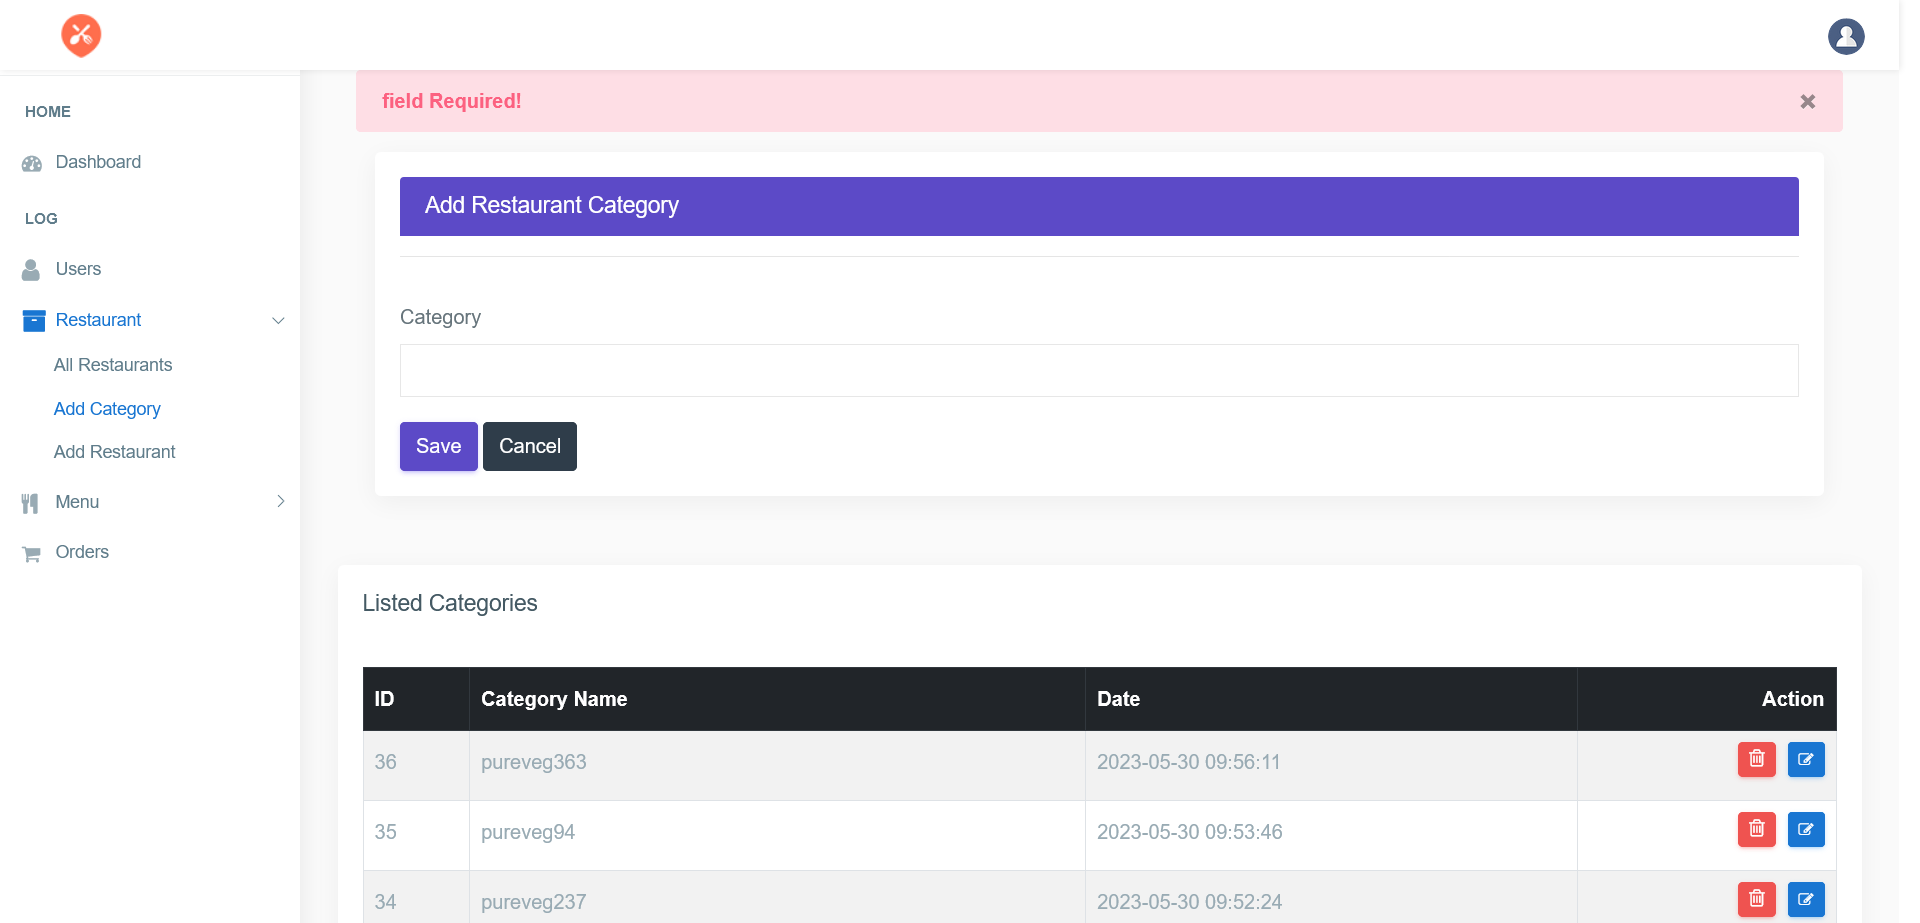 field Required!
×
HOME
Dashboard
LOG
Users
Restaurant
All Restaurants
Add Category
Add Restaurant
Menu
Orders
Add Restaurant Category
Category
Save Cancel
Listed Categories
ID Category Name Date Action
36 pureveg363 2023-05-30 09:56:11
35 pureveg94 2023-05-30 09:53:46
34 pureveg237 2023-05-30 09:52:24